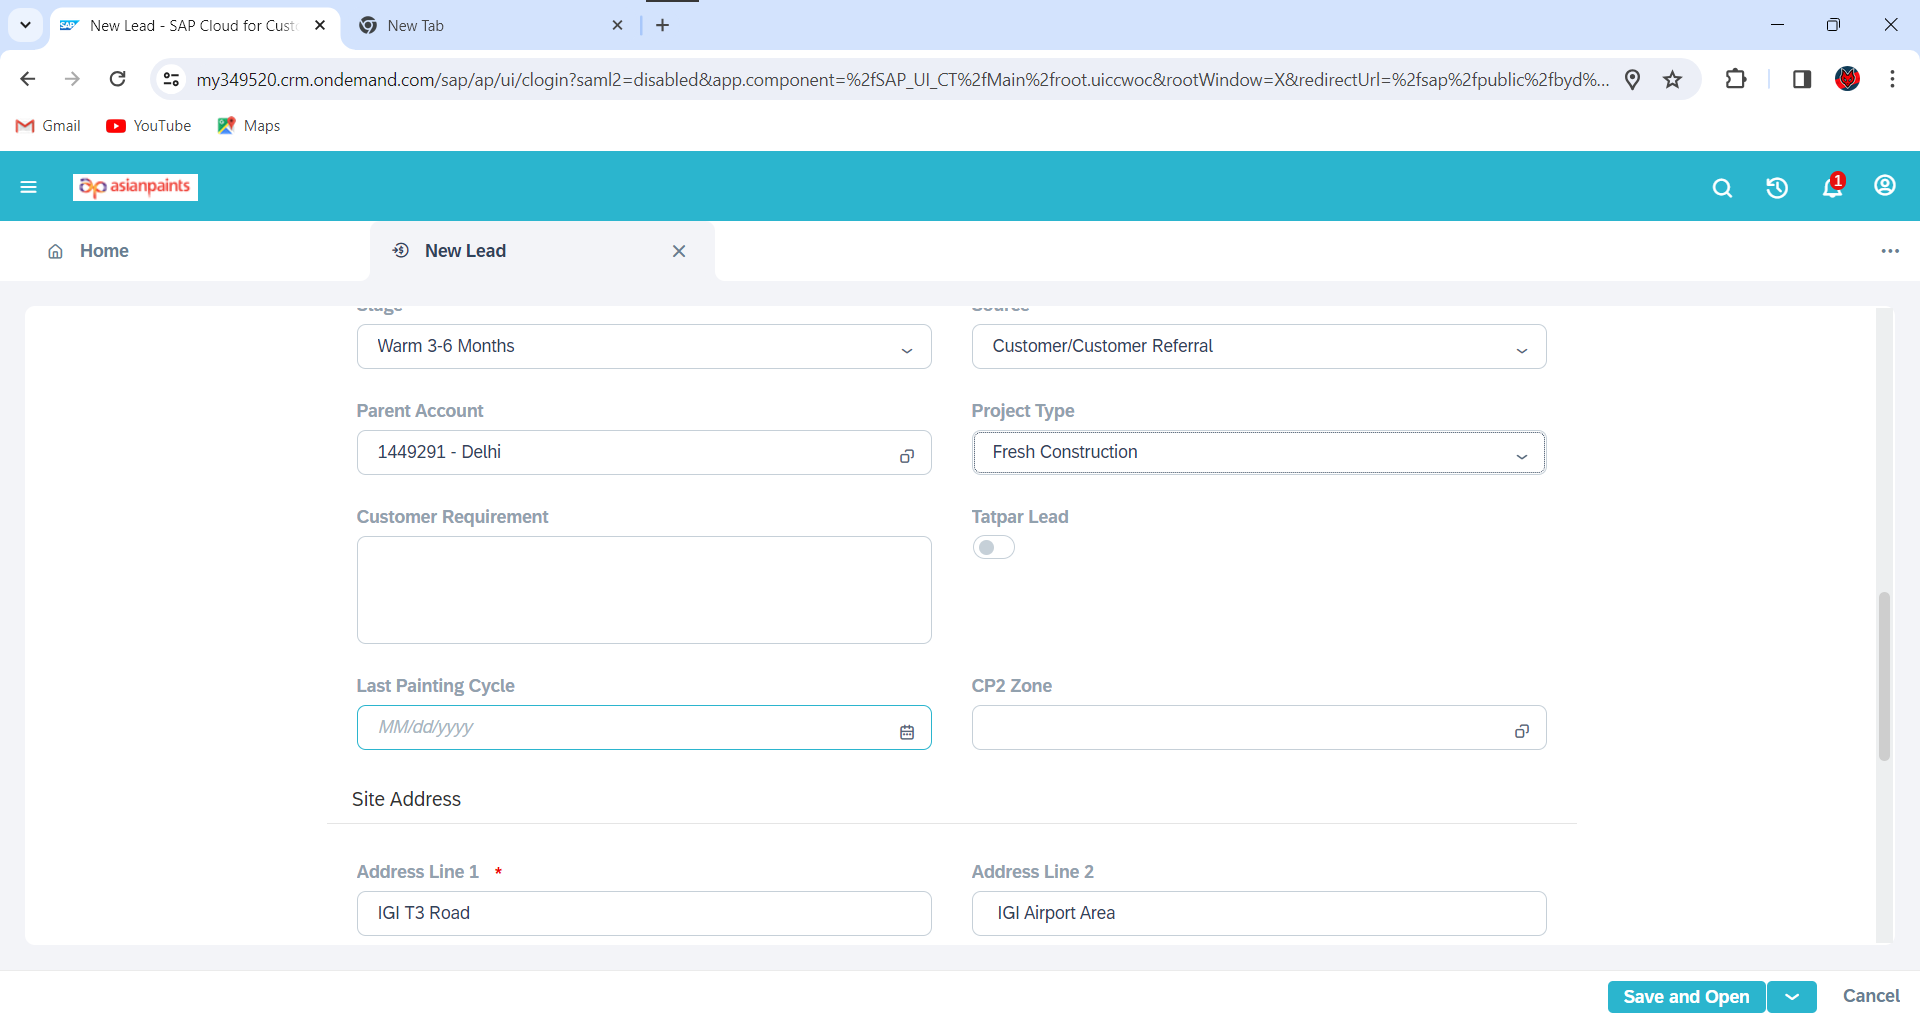 New Lead - SAP Cloud for Cust
New Tab
my349520.crm.ondemand.com/sap/ap/ui/clogin?saml2=disabled&app.component=%2fSAP_UI_CT%2fMain%2froot.uiccwoc&rootWindow=X&redirectUrl=%2fsap%2fpublic%2fbyd%...
Gmail YouTube Maps
asianpaints
1
Home New Lead
Stage Source
Warm 3-6 Months Customer/Customer Referral
Parent Account Project Type
1449291 - Delhi Fresh Construction
Customer Requirement Tatpar Lead
Last Painting Cycle CP2 Zone
MM/dd/yyyy
Site Address
Address Line 1 * Address Line 2
IGI T3 Road IGI Airport Area
Save and Open Cancel